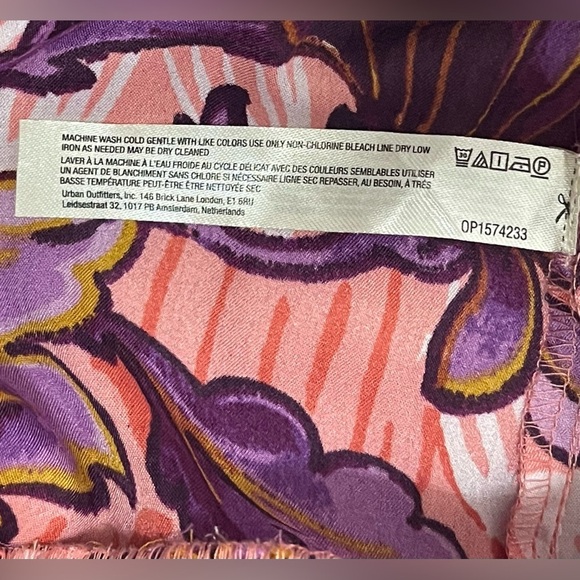 MACHINE WASH COLD GENTLE WITH LIKE COLORS USE ONLY NON-CHLORINE BLEACH LINE DRY LOW
IRON AS NEEDED MAY BE DRY CLEANED
LAVER À LA MACHINE À L'EAU FROIDE AU CYCLE DÉLICAT AVEC DES COULEURS SEMBLABLES UTILISER
UN AGENT DE BLANCHIMENT SANS CHLORE SI NÉCESSAIRE LIGNE SEC REPASSER, AU BESOIN, À TRÈS
BASSE TEMPÉRATURE PEUT-ÊTRE ÊTRE NETTOYÉE SEC
Urban Outfitters, Inc. 146 Brick Lane London, E1 6RU
Leidsestraat 32, 1017 PB Amsterdam, Netherlands
30 P
OP1574233